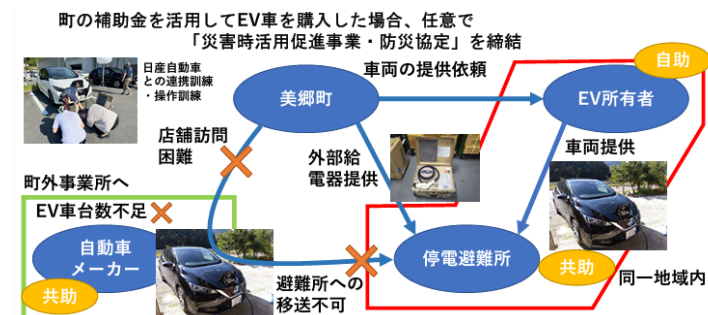 町の補助金を活用してEV車を購入した場合、任意で
「災害時活用促進事業・防災協定」を締結
日産自動車
との連携訓練
・操作訓練
車両の提供依頼
自助
美郷町
EV所有者
店舗訪問
困難
外部給
電器提供
車両提供
町外事業所へ
EV車台数不足
自動車
メーカー
共助
避難所への
移送不可
停電避難所
共助
同一地域内